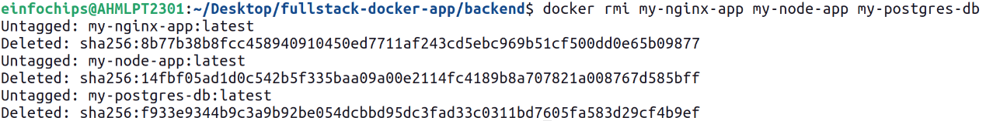 einfochips@AHMLPT2301:~/Desktop/fullstack-docker-app/backend$ docker rmi my-nginx-app my-node-app my-postgres-db
Untagged: my-nginx-app:latest
Deleted: sha256:8b77b38b8fcc458940910450ed7711af243cd5ebc969b51cf500dd0e65b09877
Untagged: my-node-app:latest
Deleted: sha256:14fbf05ad1d0c542b5f335baa09a00e2114fc4189b8a707821a008767d585bff
Untagged: my-postgres-db:latest
Deleted: sha256:f933e9344b9c3a9b92be054dcbbd95dc3fad33c0311bd7605fa583d29cf4b9ef